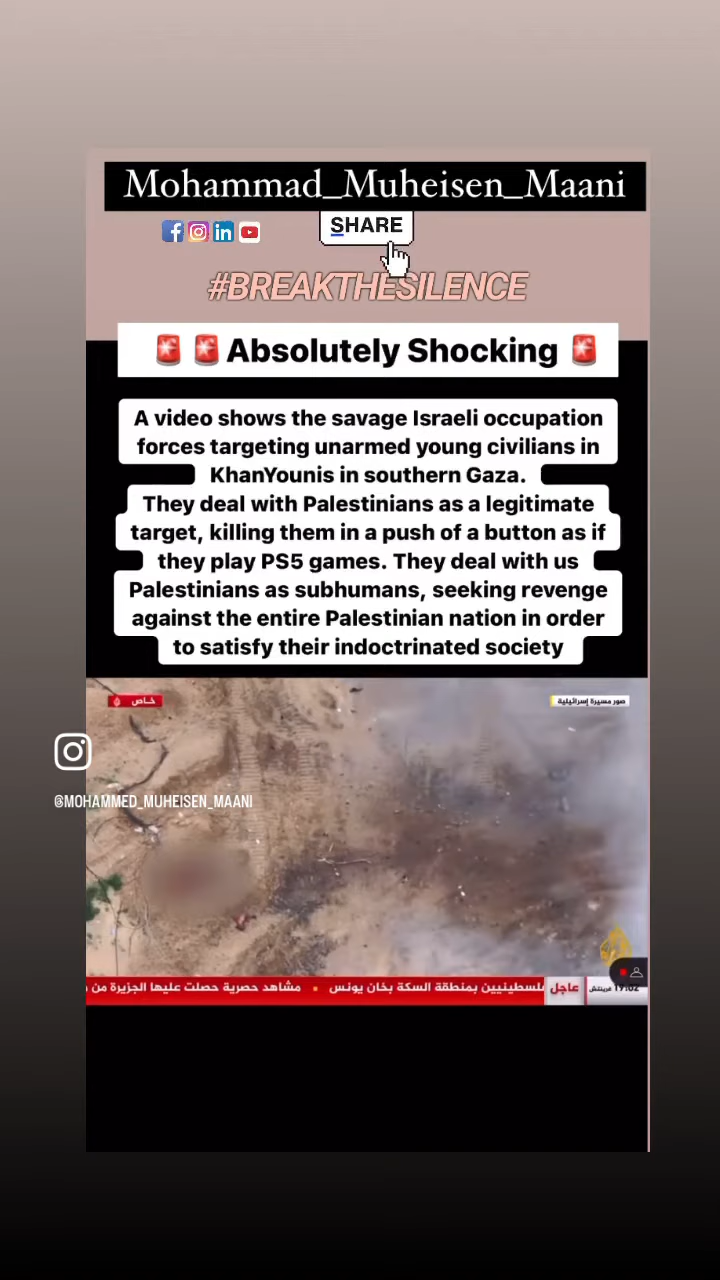 Mohammad_Muheisen_Maani
SHARE
#BREAKTHESILENCE
🚨 🚨 Absolutely Shocking 🚨
A video shows the savage Israeli occupation
forces targeting unarmed young civilians in
KhanYounis in southern Gaza.
They deal with Palestinians as a legitimate
target, killing them in a push of a button as if
they play PS5 games. They deal with us
Palestinians as subhumans, seeking revenge
against the entire Palestinian nation in order
to satisfy their indoctrinated society
خاص
صور مسيرة إسرائيلية
@MOHAMMED_MUHEISEN_MAANI
19:02 غرينتش
عاجل
فلسطينيين بمنطقة السكة بخان يونس ▪ مشاهد حصرية حصلت عليها الجزيرة من